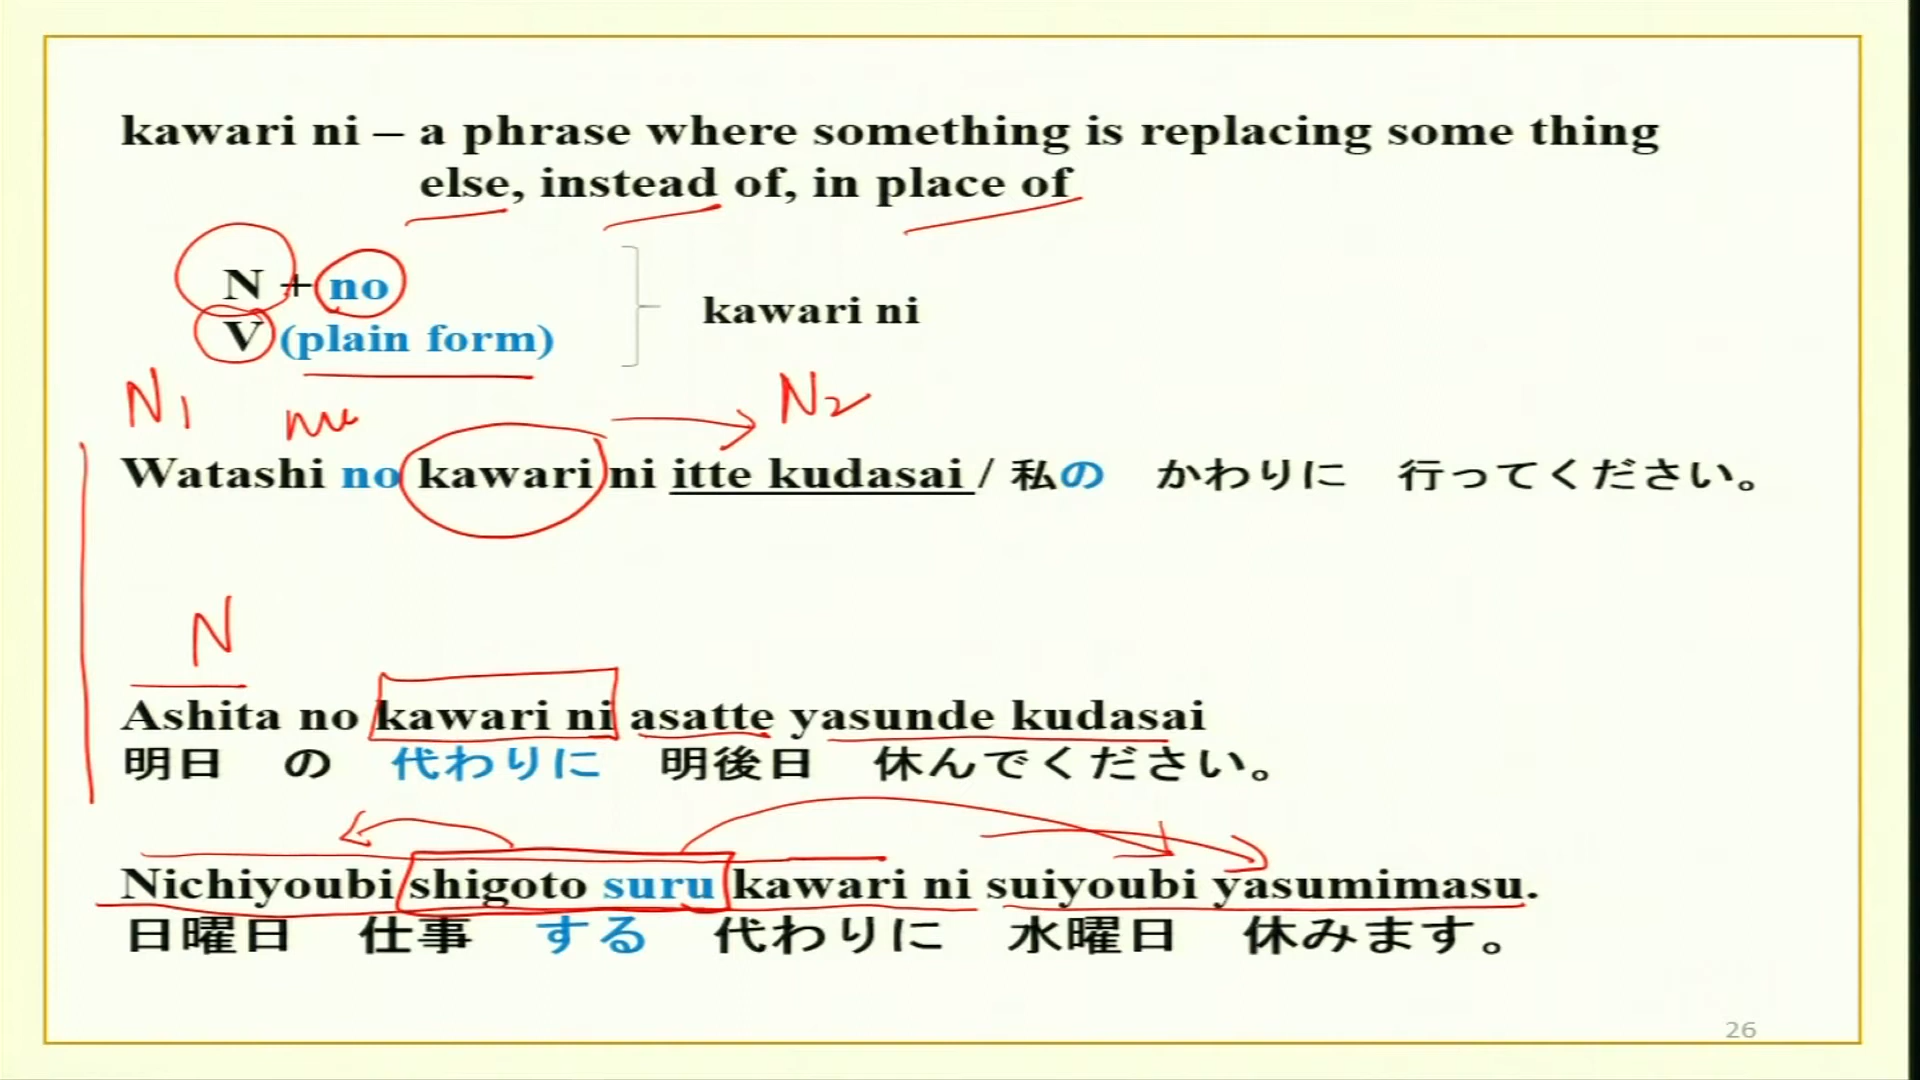 kawari ni – a phrase where something is replacing some thing
else, instead of, in place of
N + no
V (plain form)
kawari ni
N1
N2
Watashi no kawari ni itte kudasai / 私の かわりに 行ってください。
N
Ashita no kawari ni asatte yasunde kudasai
明日 の 代わりに 明後日 休んでください。
Nichiyoubi shigoto suru kawari ni suiyoubi yasumimasu.
日曜日 仕事 する 代わりに 水曜日 休みます。
26